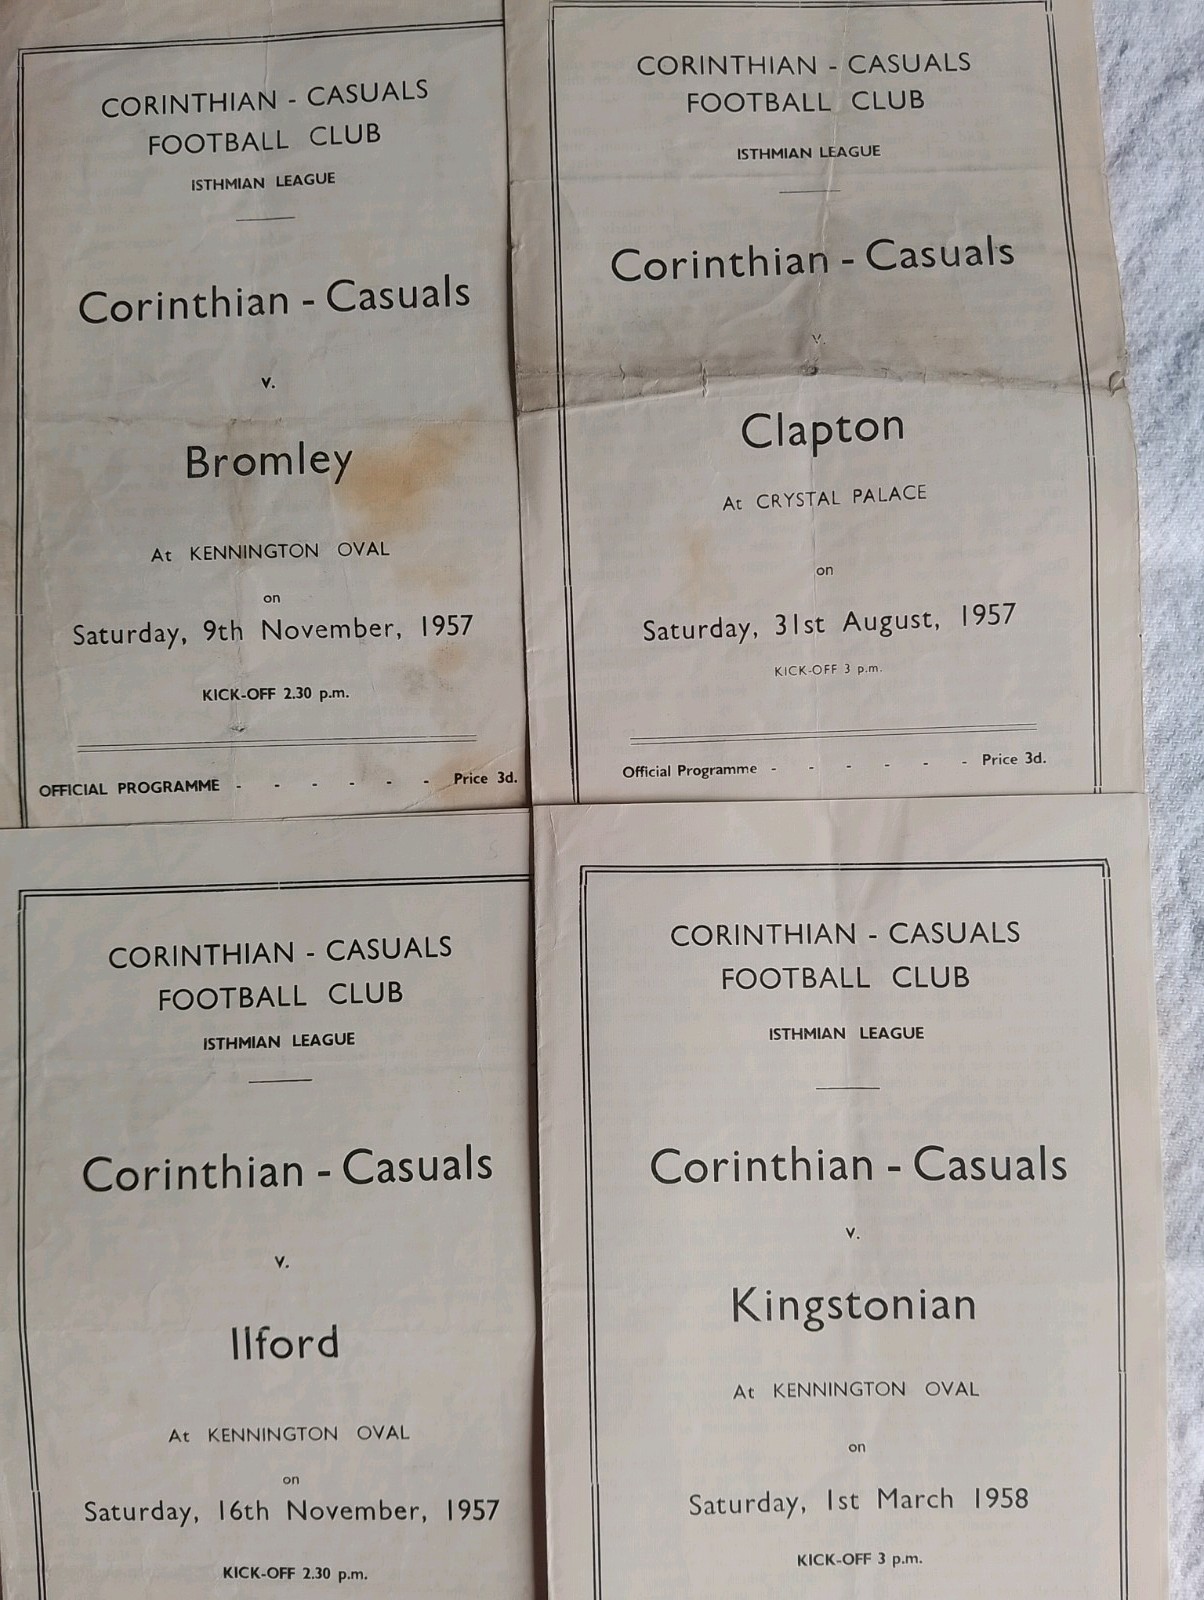 CORINTHIAN - CASUALS
FOOTBALL CLUB
ISTHMIAN LEAGUE
Corinthian - Casuals
v.
Bromley
At KENNINGTON OVAL
on
Saturday, 9th November, 1957
KICK-OFF 2.30 p.m.
OFFICIAL PROGRAMME - - - - - - Price 3d.
CORINTHIAN - CASUALS
FOOTBALL CLUB
ISTHMIAN LEAGUE
Corinthian - Casuals
v.
Clapton
At CRYSTAL PALACE
on
Saturday, 31st August, 1957
KICK-OFF 3 p.m.
Official Programme - - - - - - Price 3d.
CORINTHIAN - CASUALS
FOOTBALL CLUB
ISTHMIAN LEAGUE
Corinthian - Casuals
v.
Ilford
At KENNINGTON OVAL
on
Saturday, 16th November, 1957
KICK-OFF 2.30 p.m.
CORINTHIAN - CASUALS
FOOTBALL CLUB
ISTHMIAN LEAGUE
Corinthian - Casuals
v.
Kingstonian
At KENNINGTON OVAL
on
Saturday, 1st March 1958
KICK-OFF 3 p.m.